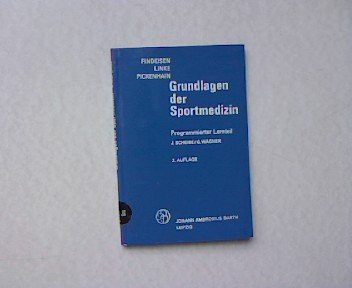 FINDEISEN
LINKE
PICKENHAIN
Grundlagen
der
Sportmedizin
Programmierter Lernteil
J. SCHEIBE/G. WAGNER
2. AUFLAGE
JOHANN AMBROSIUS BARTH
LEIPZIG